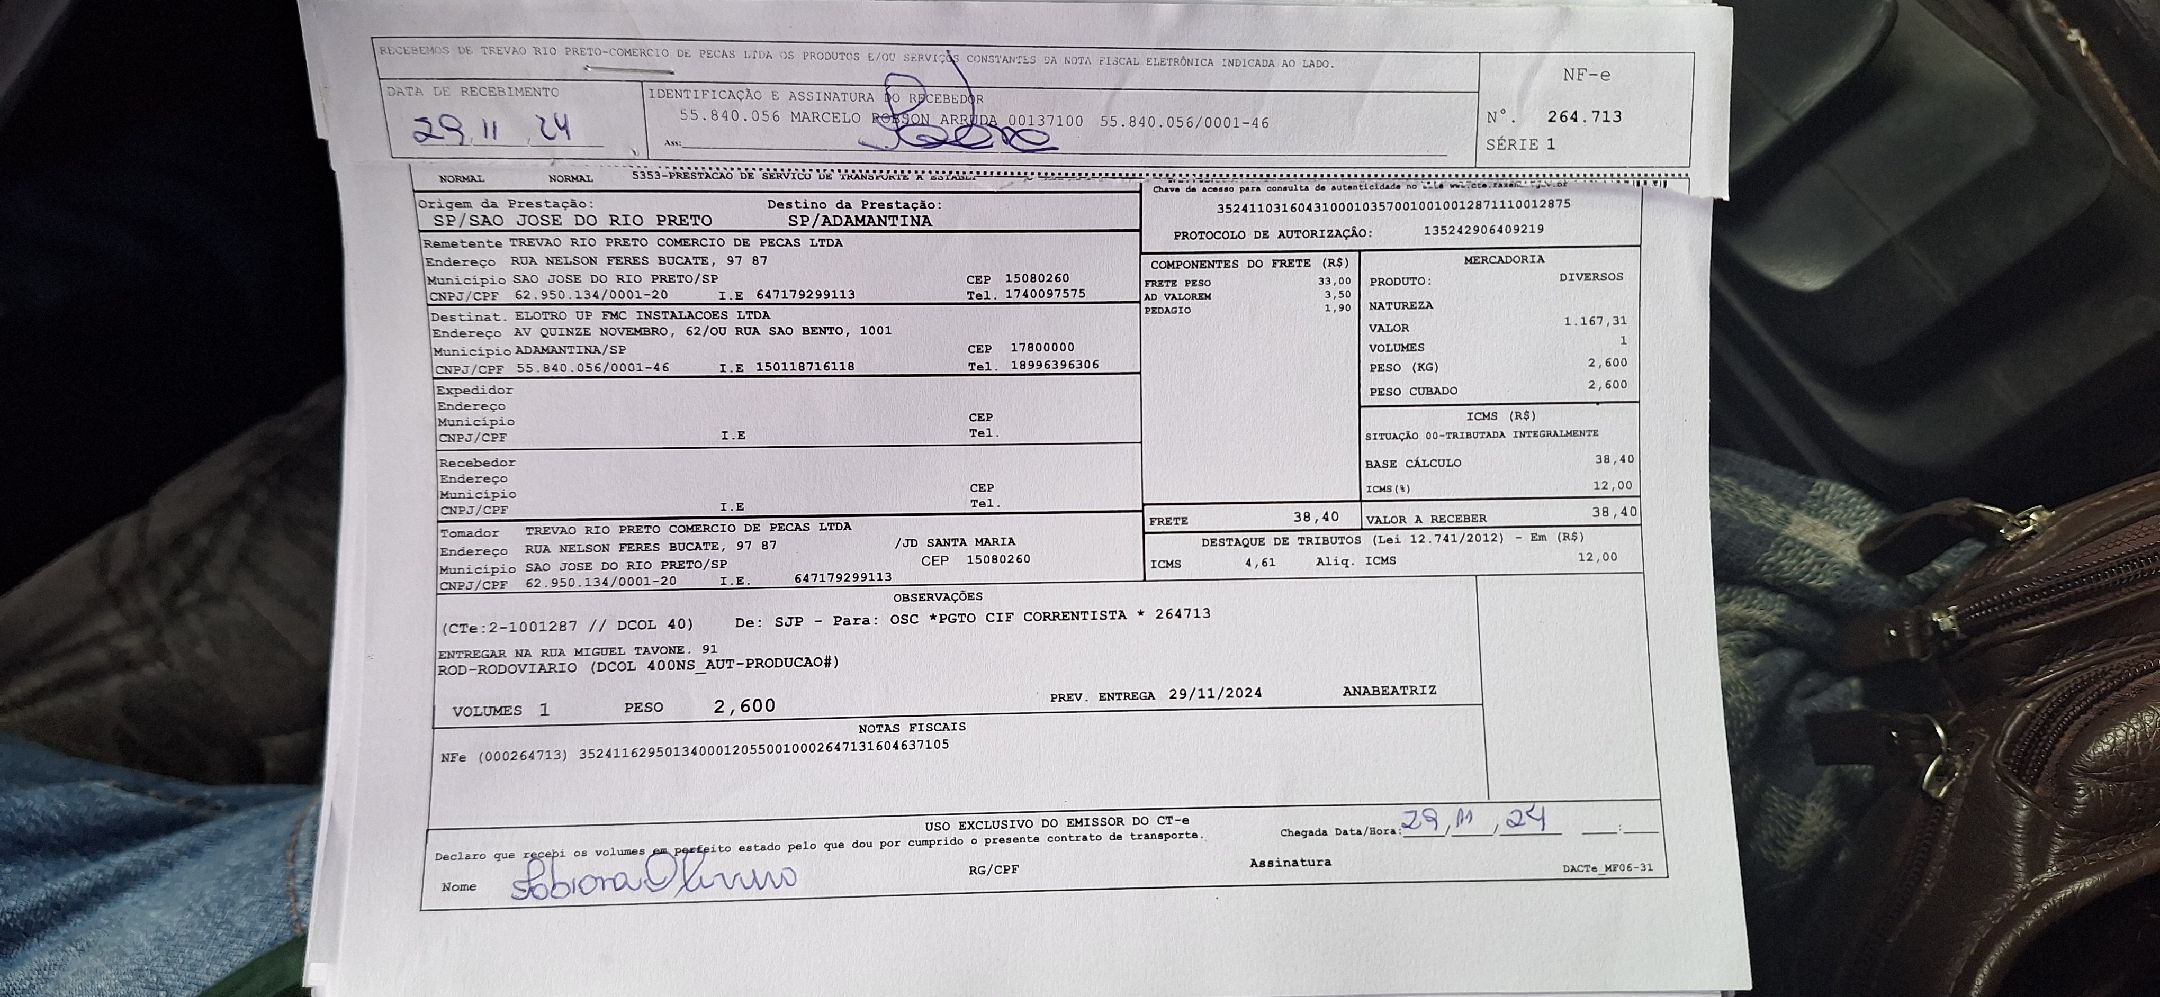 RECEBEMOS DE TREVAO RIO PRETO-COMERCIO DE PECAS LTDA OS PRODUTOS E/OU SERVIÇOS CONSTANTES DA NOTA FISCAL ELETRÔNICA INDICADA AO LADO.
NF-e
Nº. 264.713
SÉRIE 1
DATA DE RECEBIMENTO
29 11 24
IDENTIFICAÇÃO E ASSINATURA DO RECEBEDOR
55.840.056 MARCELO ROBSON ARRUDA 00137100 55.840.056/0001-46
Ass:
NORMAL NORMAL 5353-PRESTACAO DE SERVICO DE TRANSPORTE A ESTABEL
Chave de acesso para consulta de autenticidade no
35241103160431000103570010010012871110012875
PROTOCOLO DE AUTORIZAÇÃO: 135242906409219
Origem da Prestação: Destino da Prestação:
SP/SAO JOSE DO RIO PRETO SP/ADAMANTINA
Remetente TREVAO RIO PRETO COMERCIO DE PECAS LTDA
Endereço RUA NELSON FERES BUCATE, 97 87
Município SAO JOSE DO RIO PRETO/SP CEP 15080260
CNPJ/CPF 62.950.134/0001-20 I.E 647179299113 Tel. 1740097575
Destinat. ELOTRO UP FMC INSTALACOES LTDA
Endereço AV QUINZE NOVEMBRO, 62/OU RUA SAO BENTO, 1001
Município ADAMANTINA/SP CEP 17800000
CNPJ/CPF 55.840.056/0001-46 I.E 150118716118 Tel. 18996396306
Expedidor
Endereço
Município CEP
CNPJ/CPF I.E Tel.
Recebedor
Endereço
Município CEP
CNPJ/CPF I.E Tel.
Tomador TREVAO RIO PRETO COMERCIO DE PECAS LTDA
Endereço RUA NELSON FERES BUCATE, 97 87 /JD SANTA MARIA
Município SAO JOSE DO RIO PRETO/SP CEP 15080260
CNPJ/CPF 62.950.134/0001-20 I.E. 647179299113
COMPONENTES DO FRETE (R$)
FRETE PESO 33,00
AD VALOREM 3,50
PEDAGIO 1,90
MERCADORIA
PRODUTO: DIVERSOS
NATUREZA
VALOR 1.167,31
VOLUMES 1
PESO (KG) 2,600
PESO CUBADO 2,600
ICMS (R$)
SITUAÇÃO 00-TRIBUTADA INTEGRALMENTE
BASE CÁLCULO 38,40
ICMS(%) 12,00
FRETE 38,40 VALOR A RECEBER 38,40
DESTAQUE DE TRIBUTOS (Lei 12.741/2012) - Em (R$)
ICMS 4,61 Aliq. ICMS 12,00
OBSERVAÇÕES
(CTe:2-1001287 // DCOL 40) De: SJP - Para: OSC *PGTO CIF CORRENTISTA * 264713
ENTREGAR NA RUA MIGUEL TAVONE. 91
ROD-RODOVIARIO (DCOL 400NS_AUT-PRODUCAO#)
VOLUMES 1 PESO 2,600 PREV. ENTREGA 29/11/2024 ANABEATRIZ
NOTAS FISCAIS
NFe (000264713) 35241162950134000120550010002647131604637105
USO EXCLUSIVO DO EMISSOR DO CT-e
Declaro que recebi os volumes em perfeito estado pelo que dou por cumprido o presente contrato de transporte.
Chegada Data/Hora: 29, 11, 24 :
Nome RG/CPF Assinatura
DACTe_MF06-31